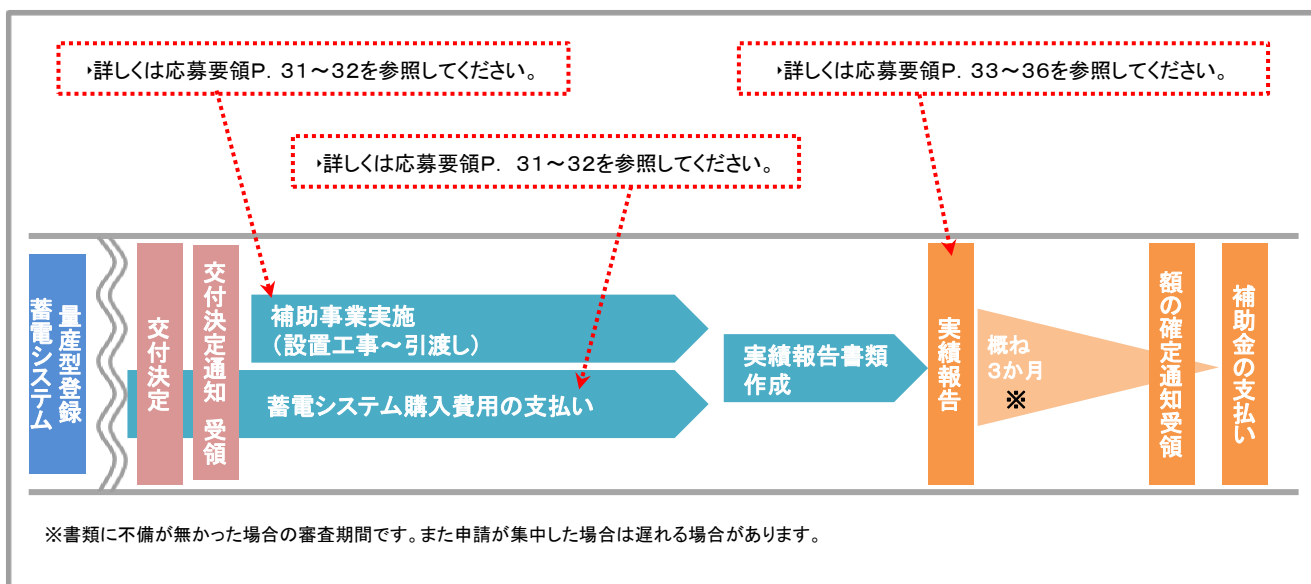 ・詳しくは応募要領P．31～32を参照してください。
・詳しくは応募要領P．33～36を参照してください。
・詳しくは応募要領P． 31～32を参照してください。
量産型登録
蓄電システム
交付決定
交付決定通知 受領
補助事業実施
（設置工事～引渡し）
蓄電システム購入費用の支払い
実績報告書類
作成
実績報告
概ね
3か月
※
額の確定通知受領
補助金の支払い
※書類に不備が無かった場合の審査期間です。また申請が集中した場合は遅れる場合があります。